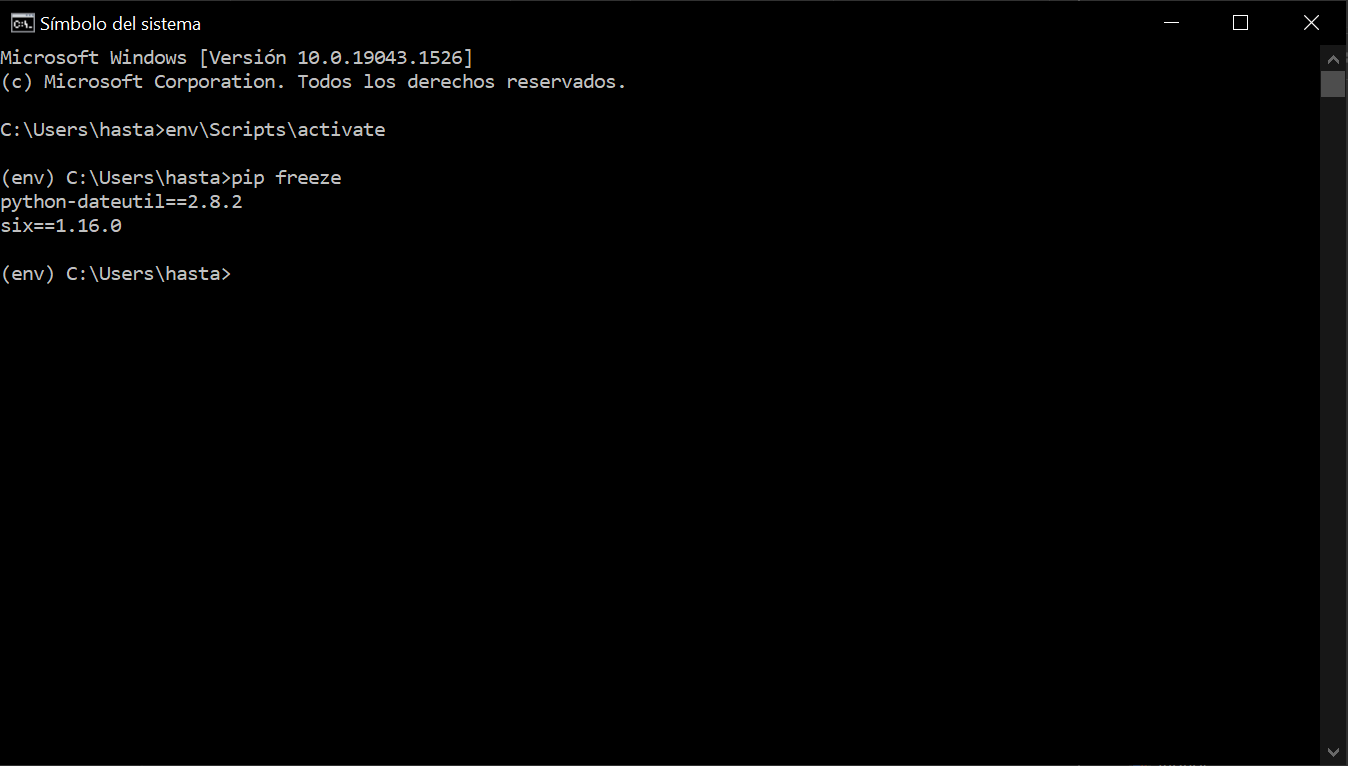 Símbolo del sistema
Microsoft Windows [Versión 10.0.19043.1526]
(c) Microsoft Corporation. Todos los derechos reservados.
C:\Users\hasta>env\Scripts\activate
(env) C:\Users\hasta>pip freeze
python-dateutil==2.8.2
six==1.16.0
(env) C:\Users\hasta>